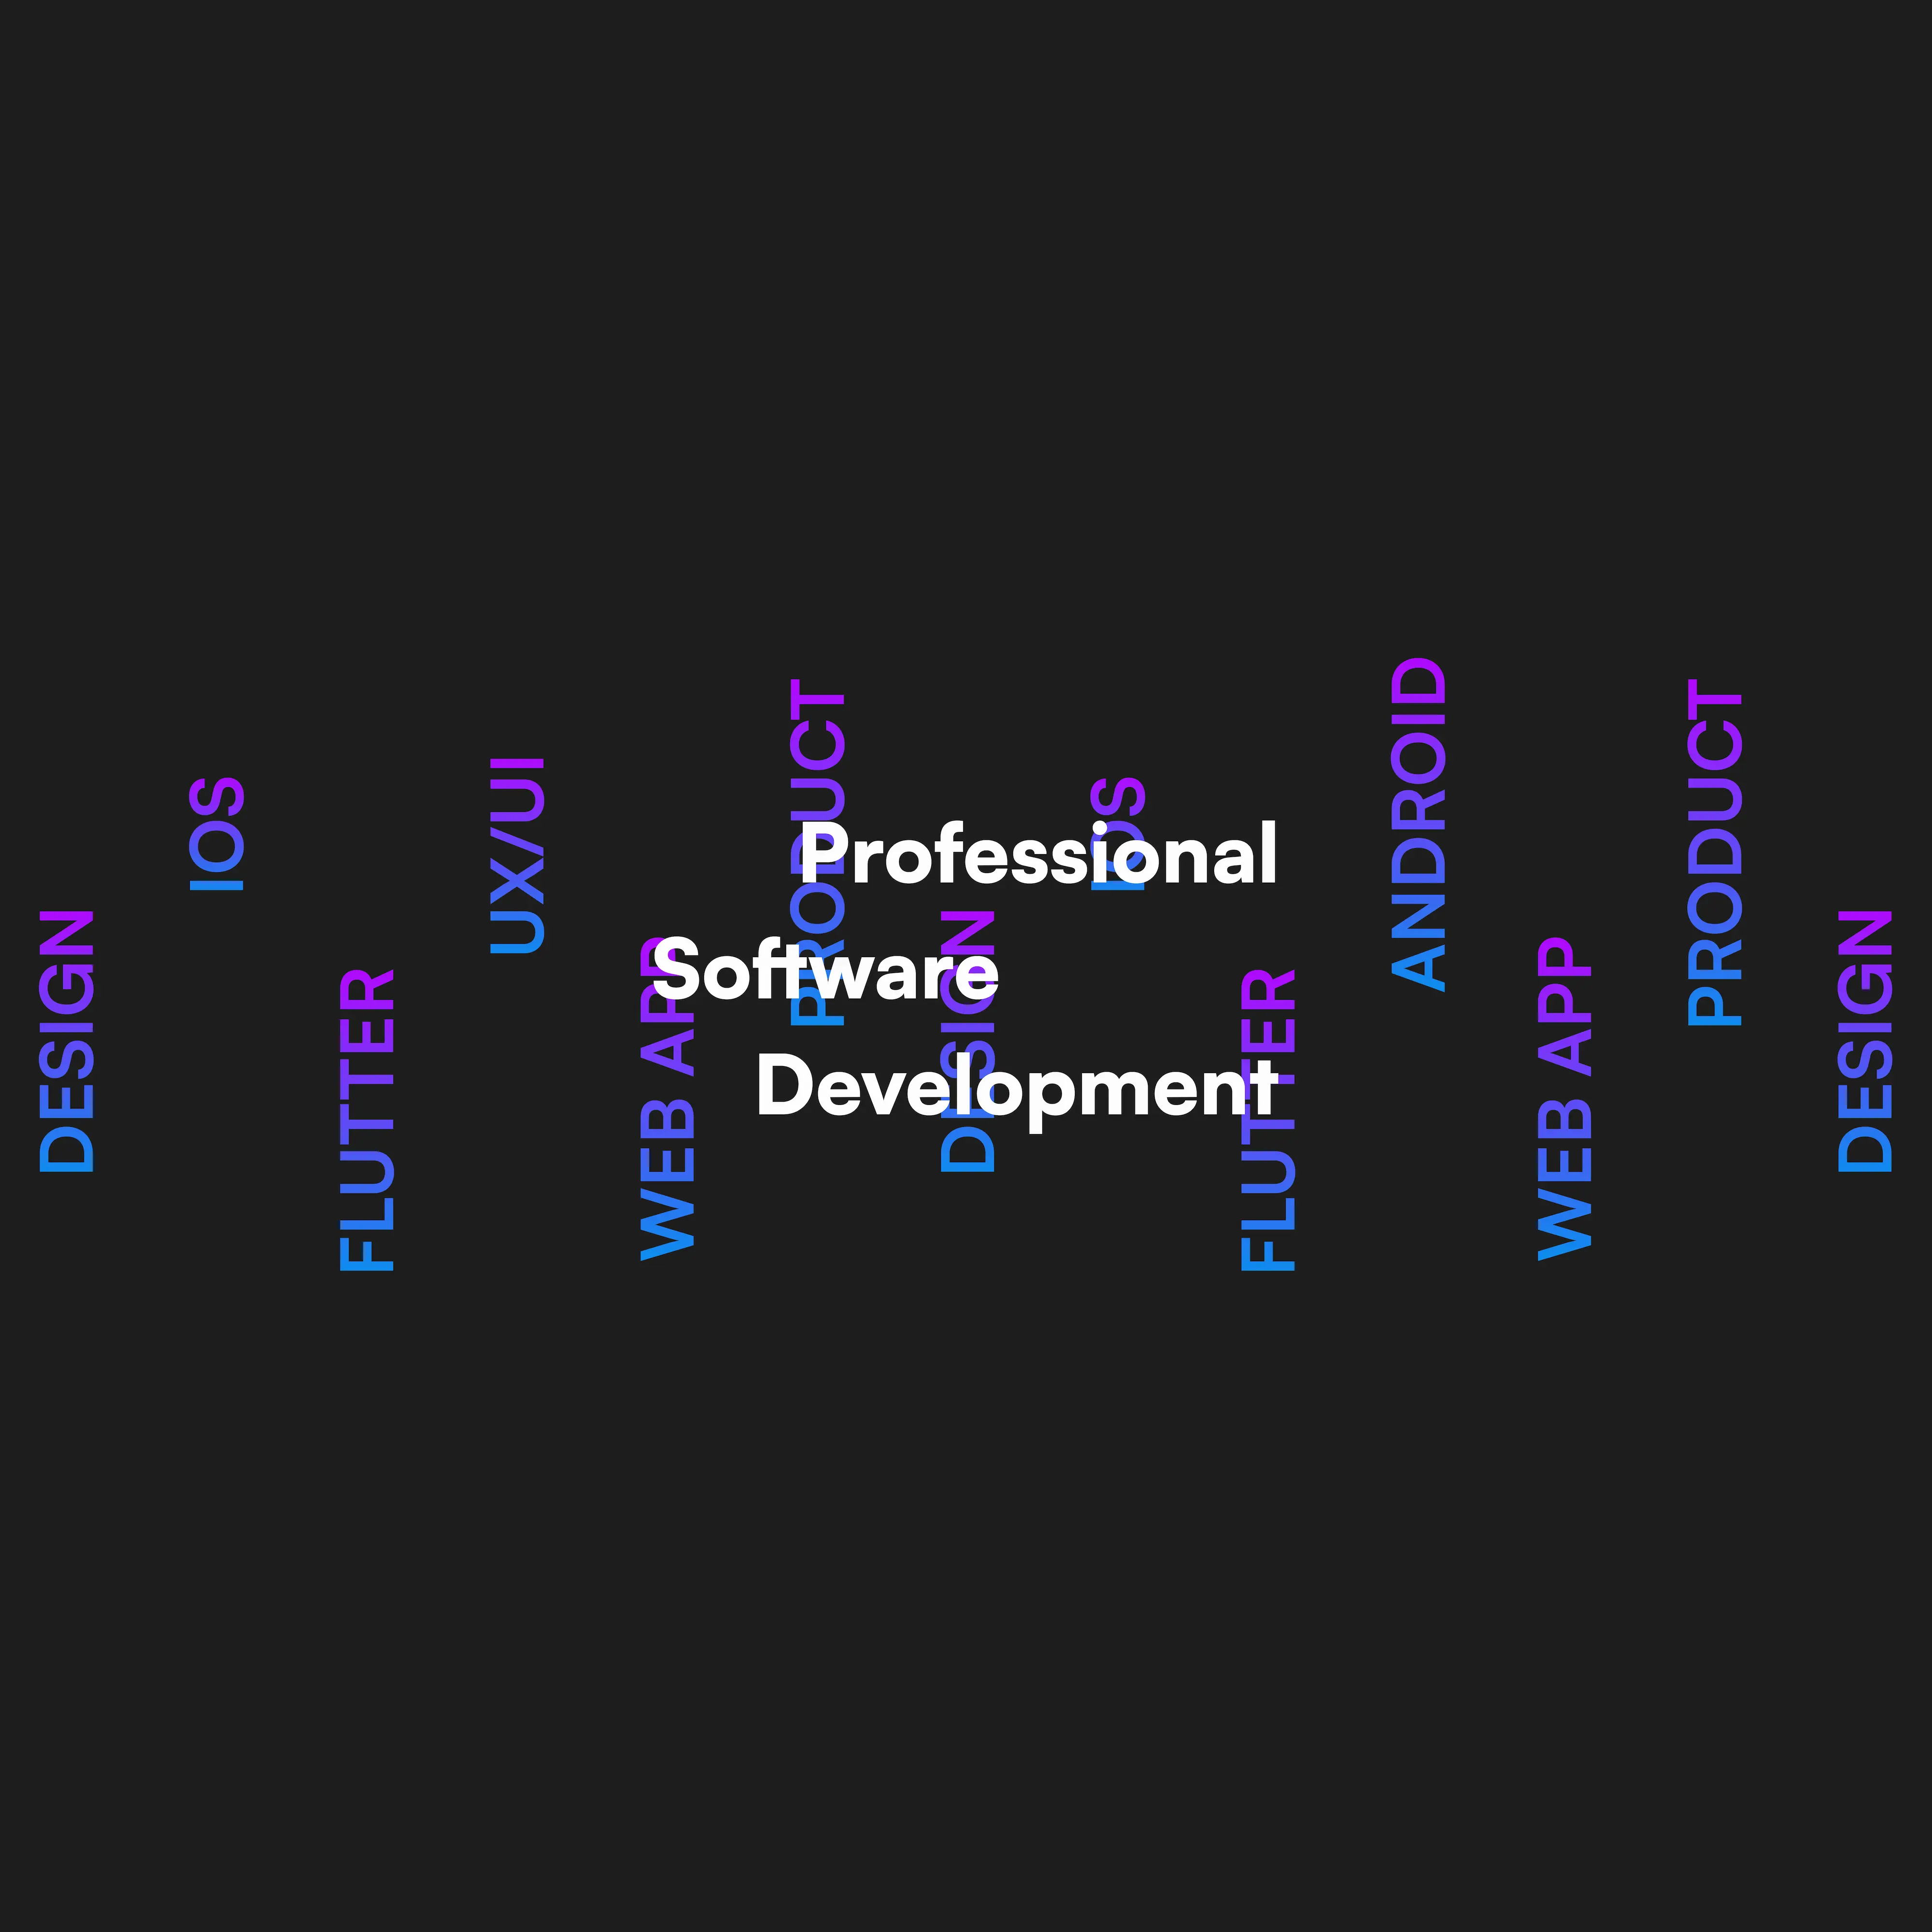 DESIGN
IOS
FLUTTER
UX/UI
WEB APP
PRODUCT
DESIGN
IOS
FLUTTER
ANDROID
WEB APP
PRODUCT
DESIGN
Professional
Software
Development